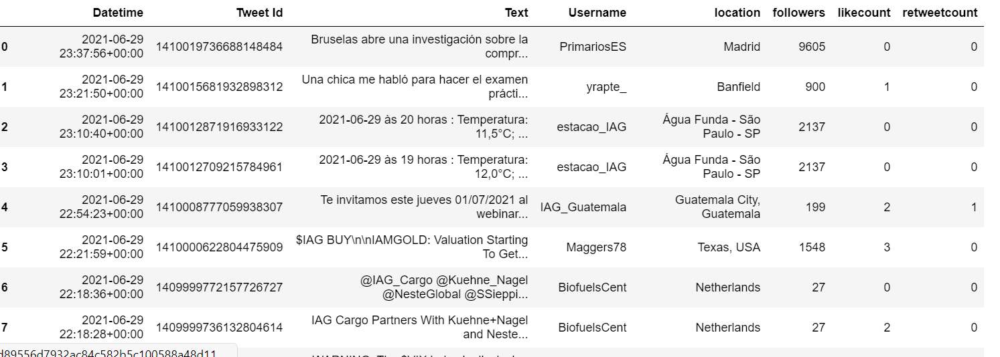 Datetime Tweet Id Text Username location followers likecount retweetcount
0 2021-06-29 23:37:56+00:00 1410019736688148484 Bruselas abre una investigación sobre la compr... PrimariosES Madrid 9605 0 0
1 2021-06-29 23:21:50+00:00 1410015681932898312 Una chica me habló para hacer el examen prácti... yrapte_ Banfield 900 1 0
2 2021-06-29 23:10:40+00:00 1410012871916933122 2021-06-29 às 20 horas : Temperatura: 11,5°C; ... estacao_IAG Água Funda - São Paulo - SP 2137 0 0
3 2021-06-29 23:10:01+00:00 1410012709215784961 2021-06-29 às 19 horas : Temperatura: 12,0°C; ... estacao_IAG Água Funda - São Paulo - SP 2137 0 0
4 2021-06-29 22:54:23+00:00 1410008777059938307 Te invitamos este jueves 01/07/2021 al webinar... IAG_Guatemala Guatemala City, Guatemala 199 2 1
5 2021-06-29 22:21:59+00:00 1410000622804475909 $IAG BUY\n\nIAMGOLD: Valuation Starting To Get... Maggers78 Texas, USA 1548 3 0
6 2021-06-29 22:18:36+00:00 1409999772157726727 @IAG_Cargo @Kuehne_Nagel @NesteGlobal @SSieppi... BiofuelsCent Netherlands 27 0 0
7 2021-06-29 22:18:28+00:00 1409999736132804614 IAG Cargo Partners With Kuehne+Nagel and Neste... BiofuelsCent Netherlands 27 2 0